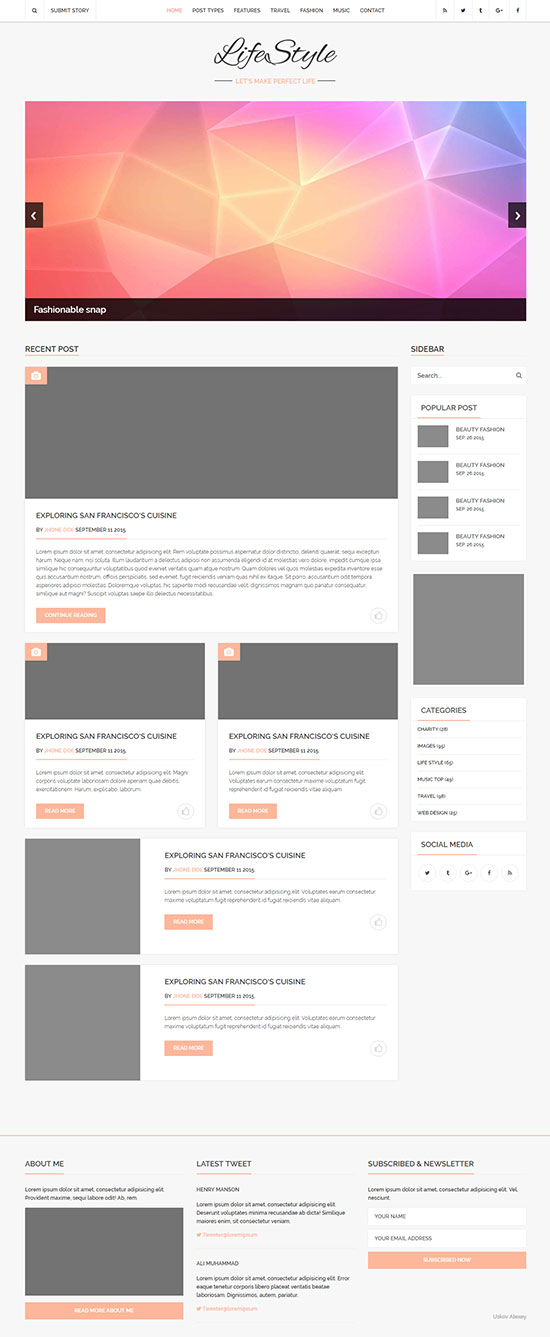 SUBMIT STORY
HOME POST TYPES FEATURES TRAVEL FASHION MUSIC CONTACT
LifeStyle
LET'S MAKE PERFECT LIFE
Fashionable snap
RECENT POST
EXPLORING SAN FRANCISCO'S CUISINE
BY JHONE DOE SEPTEMBER 11 2015
Lorem ipsum dolor sit amet, consectetur adipisicing elit. Rem voluptate possimus aspernatur dolor distinctio, deleniti quaerat, sequi excepturi
harum. Neque nam, nisi soluta. Illum laudantium a delectus adipisci non assumenda eligendi at nostrum eaque nemo vero dolore, impedit cumque ipsa
similique hic consequuntur voluptatibus quod eveniet veritatis quam atque nostrum. Quam dolores vel quos molestias expedita inventore esse
quis accusantium nostrum, officiis perspiciatis, sed eveniet, fugit reiciendis veniam quas nihil ex itaque. Sit porro, accusantium odit tempora
asperiores adipisci molestias. Doloremque voluptas, hic sapiente modi recusandae velit, dignissimos magnam quo pariatur consequatur,
similique aut magni? Suscipit voluptas saepe illo delectus necessitatibus.
CONTINUE READING
EXPLORING SAN FRANCISCO'S CUISINE
BY JHONE DOE SEPTEMBER 11 2015
Lorem ipsum dolor sit amet, consectetur adipisicing elit. Magni
corporis voluptate laboriosam dolore aperiam quasi debitis,
exercitationem. Harum, explicabo, laborum.
READ MORE
EXPLORING SAN FRANCISCO'S CUISINE
BY JHONE DOE SEPTEMBER 11 2015
Lorem ipsum dolor sit amet, consectetur adipisicing elit.
voluptatum fugit reprehenderit id fugiat reiciendis vitae.
READ MORE
EXPLORING SAN FRANCISCO'S CUISINE
BY JHONE DOE SEPTEMBER 11 2015
Lorem ipsum dolor sit amet, consectetur adipisicing elit. Voluptates eveniet
maxime voluptatum fugit reprehenderit id fugiat reiciendis vitae ullam
READ MORE
EXPLORING SAN FRANCISCO'S CUISINE
BY JHONE DOE SEPTEMBER 11 2015
Lorem ipsum dolor sit amet, consectetur adipisicing elit. Voluptates eveniet
maxime voluptatum fugit reprehenderit id fugiat reiciendis vitae ullam
READ MORE
SIDEBAR
Search...
POPULAR POST
BEAUTY FASHION
SEP. 26 2015
BEAUTY FASHION
SEP. 26 2015
BEAUTY FASHION
SEP. 26 2015
BEAUTY FASHION
SEP. 26 2015
CATEGORIES
CHARITY (28)
IMAGES (45)
LIFE STYLE (65)
MUSIC TOP (49)
TRAVEL (98)
WEB DESIGN (25)
SOCIAL MEDIA
ABOUT ME
Lorem ipsum dolor sit amet, consectetur adipisicing elit.
Provident maxime, sequi labore odit! Ab, rem.
READ MORE ABOUT ME
LATEST TWEET
HENRY MANSON
Lorem ipsum dolor sit amet, consectetur adipisicing elit.
Deserunt voluptates minima recusandae ab dicta! Similique
maiores enim, sit consectetur veniam.
Tweeter@loremipsum
ALI MUHAMMAD
Lorem ipsum dolor sit amet, consectetur adipisicing elit. Error
eaque tenetur corporis libero placeat veritatis beatae
Dignissimos, autem, pariatur.
Tweeter@loremipsum
SUBSCRIBED & NEWSLETTER
Lorem ipsum dolor sit amet, consectetur adipisicing elit. Vel,
nesciunt.
YOUR NAME
YOUR EMAIL ADDRESS
SUBSCRIBED NOW
Uskov Alexey